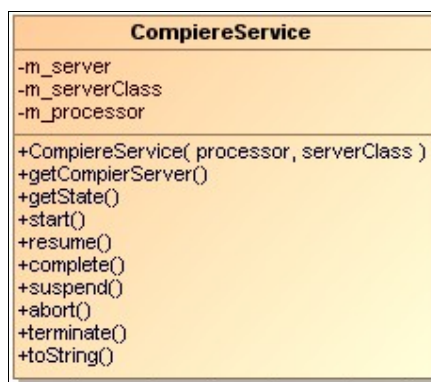 CompiereService
-m_server
-m_serverClass
-m_processor
+CompiereService( processor, serverClass )
+getCompierServer()
+getState()
+start()
+resume()
+complete()
+suspend()
+abort()
+terminate()
+toString()